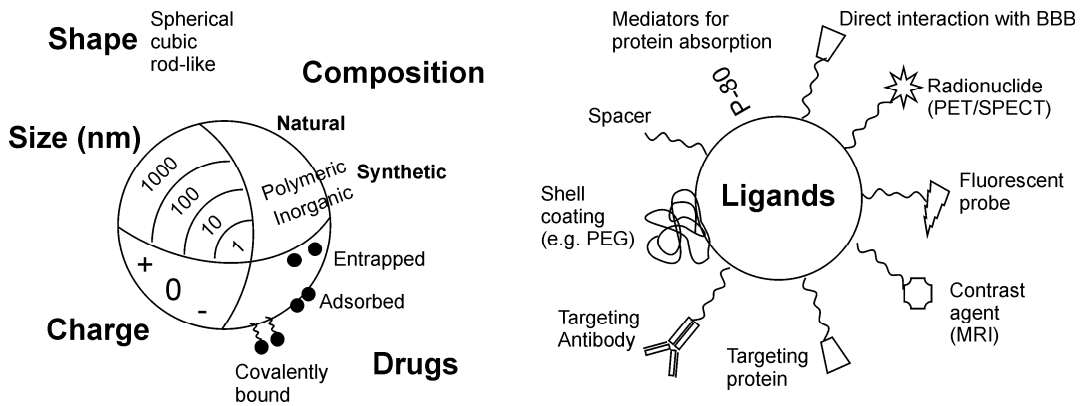 Shape
Spherical
cubic
rod-like
Composition
Size (nm)
Natural
Synthetic
1000
100
10
1
Polymeric
Inorganic
+
0
-
Entrapped
Adsorbed
Charge
Covalently
bound
Drugs
Mediators for
protein absorption
Direct interaction with BBB
P-80
Radionuclide
(PET/SPECT)
Spacer
Ligands
Fluorescent
probe
Shell
coating
(e.g. PEG)
Contrast
agent
(MRI)
Targeting
Antibody
Targeting
protein